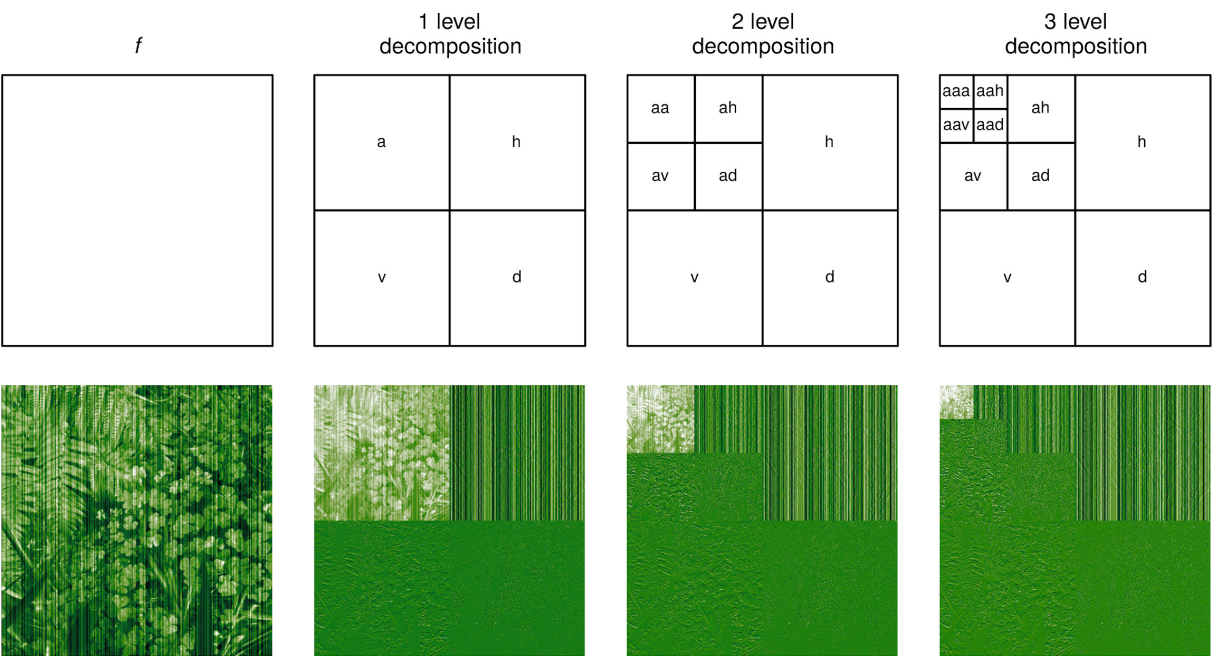 f
1 level
decomposition
2 level
decomposition
3 level
decomposition
a
h
v
d
aa
ah
h
av
ad
v
d
aaa aah
ah
h
aav aad
av
ad
v
d